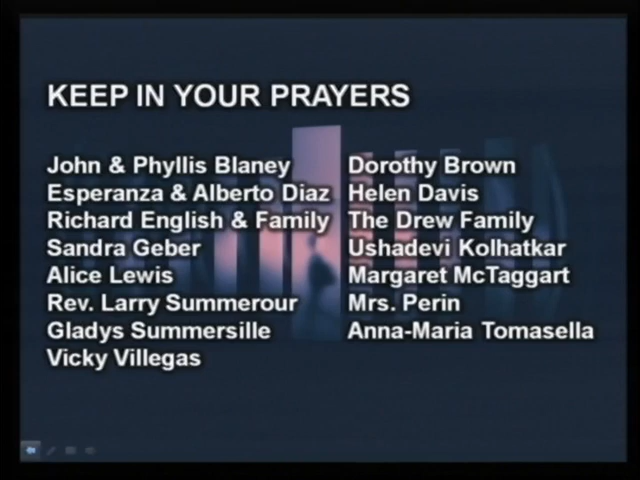 KEEP IN YOUR PRAYERS
John & Phyllis Blaney
Esperanza & Alberto Diaz
Richard English & Family
Sandra Geber
Alice Lewis
Rev. Larry Summerour
Gladys Summersille
Vicky Villegas
Dorothy Brown
Helen Davis
The Drew Family
Ushadevi Kolhatkar
Margaret McTaggart
Mrs. Perin
Anna-Maria Tomasella